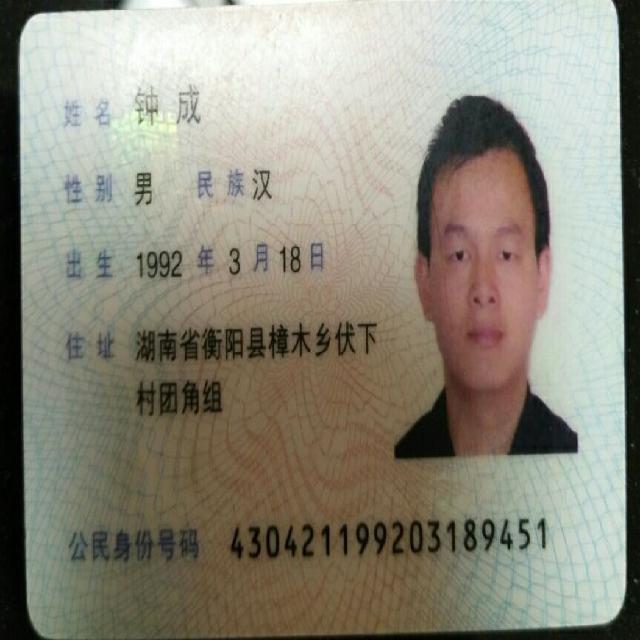 姓名 钟成
性别 男 民族 汉
出生 1992 年 3 月 18 日
住址 湖南省衡阳县樟木乡伏下
村团角组
公民身份号码 430421199203189451